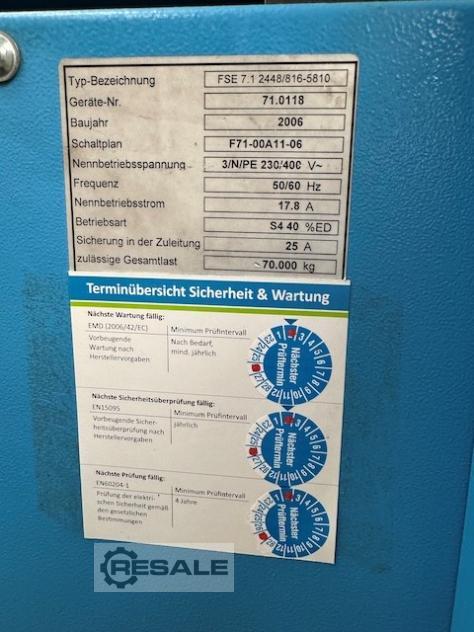 Typ-Bezeichnung FSE 7.1 2448/816-5810
Geräte-Nr. 71.0118
Baujahr 2006
Schaltplan F71-00A11-06
Nennbetriebsspannung 3/N/PE 230/400 V~
Frequenz 50/60 Hz
Nennbetriebsstrom 17.8 A
Betriebsart S4 40 %ED
Sicherung in der Zuleitung 25 A
zulässige Gesamtlast 70.000 kg
Terminübersicht Sicherheit & Wartung
Nächste Wartung fällig:
EMD (2006/42/EC) Minimum Prüfintervall
Vorbeugende Nach Bedarf,
Wartung nach mind. jährlich
Herstellervorgaben
Nächster
Prüftermin
Nächste Sicherheitsüberprüfung fällig:
EN15095 Minimum Prüfintervall
Vorbeugende Sicher- jährlich
heitsüberprüfung nach
Herstellervorgaben
Nächster
Prüftermin
Nächste Prüfung fällig:
EN60204-1 Minimum Prüfintervall
Prüfung der elektri- 4 Jahre
schen Sicherheit gemäß
den gesetzlichen
Bestimmungen
Nächster
Prüftermin
RESALE